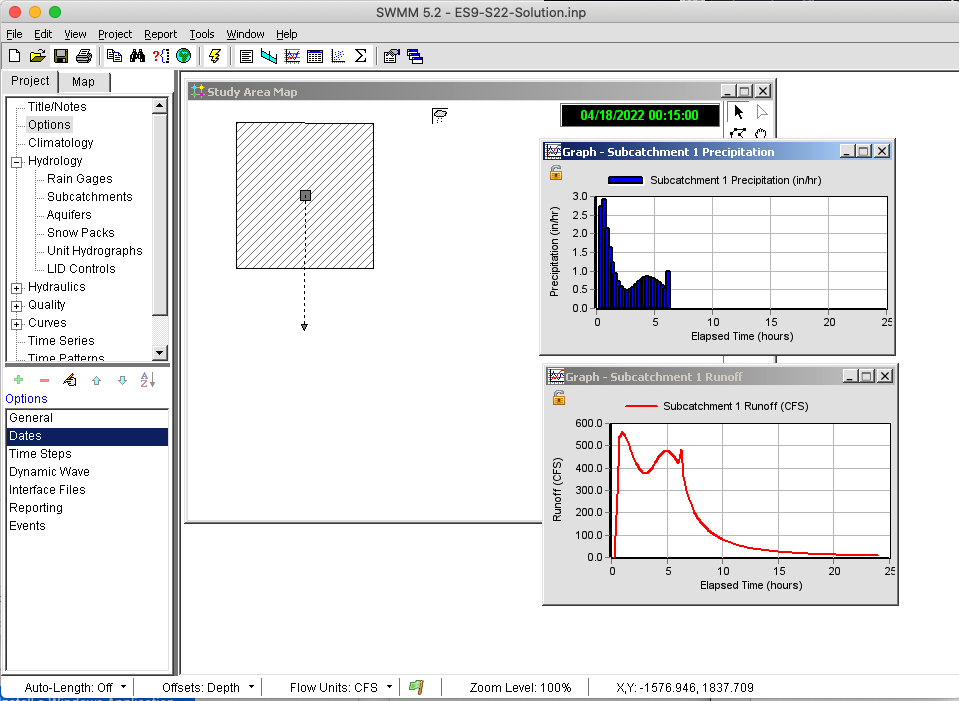 SWMM 5.2 - ES9-S22-Solution.inp
File Edit View Project Report Tools Window Help
Project Map
Title/Notes
Options
Climatology
Hydrology
Rain Gages
Subcatchments
Aquifers
Snow Packs
Unit Hydrographs
LID Controls
Hydraulics
Quality
Curves
Time Series
Time Patterns
Options
General
Dates
Time Steps
Dynamic Wave
Interface Files
Reporting
Events
Study Area Map
04/18/2022 00:15:00
Graph - Subcatchment 1 Precipitation
Subcatchment 1 Precipitation (in/hr)
Precipitation (in/hr)
3.0
2.5
2.0
1.5
1.0
0.5
0.0
0 5 10 15 20 25
Elapsed Time (hours)
Graph - Subcatchment 1 Runoff
Subcatchment 1 Runoff (CFS)
Runoff (CFS)
600.0
500.0
400.0
300.0
200.0
100.0
0.0
0 5 10 15 20 25
Elapsed Time (hours)
Auto-Length: Off Offsets: Depth Flow Units: CFS Zoom Level: 100% X,Y: -1576.946, 1837.709